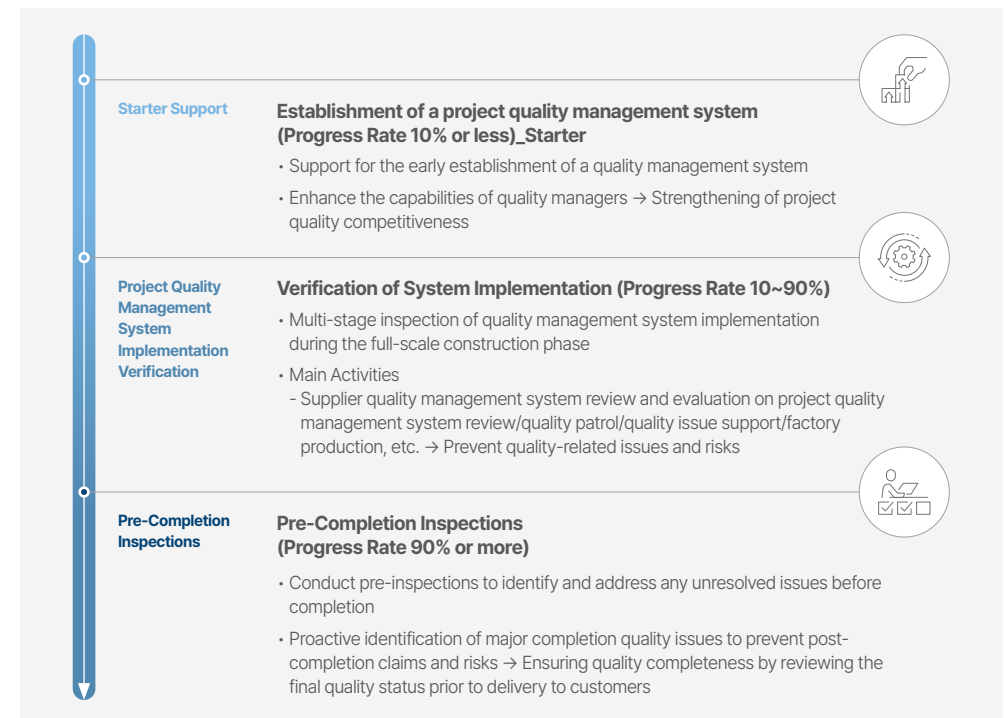 Starter Support
Establishment of a project quality management system
(Progress Rate 10% or less)_Starter
• Support for the early establishment of a quality management system
• Enhance the capabilities of quality managers → Strengthening of project
quality competitiveness
Project Quality
Management
System
Implementation
Verification
Verification of System Implementation (Progress Rate 10~90%)
• Multi-stage inspection of quality management system implementation
during the full-scale construction phase
• Main Activities
- Supplier quality management system review and evaluation on project quality
management system review/quality patrol/quality issue support/factory
production, etc. → Prevent quality-related issues and risks
Pre-Completion
Inspections
Pre-Completion Inspections
(Progress Rate 90% or more)
• Conduct pre-inspections to identify and address any unresolved issues before
completion
• Proactive identification of major completion quality issues to prevent post-
completion claims and risks → Ensuring quality completeness by reviewing the
final quality status prior to delivery to customers